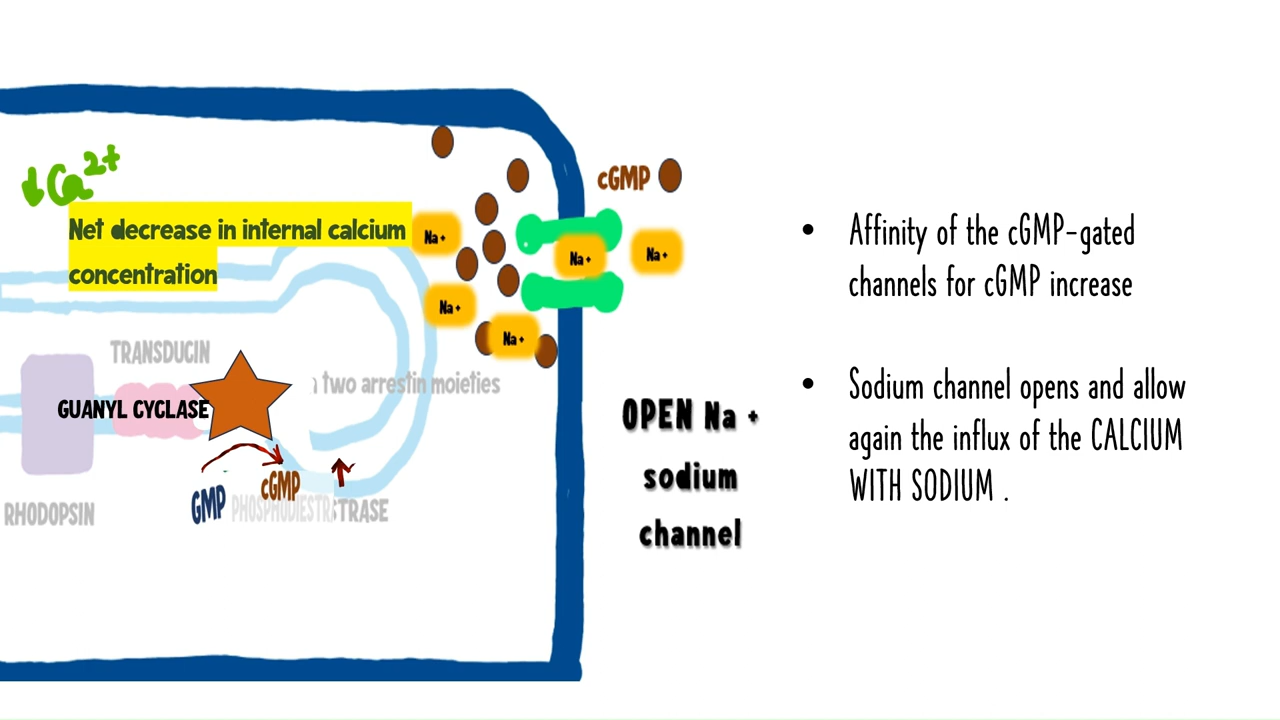 ↓Ca2+
Net decrease in internal calcium
concentration
Na+
Na+
Na+
Na+
Na+
cGMP
TRANSDUCIN
two arrestin moieties
GUANYL CYCLASE
GMP
cGMP
RHODOPSIN
OPEN Na +
sodium
channel
• Affinity of the cGMP-gated
channels for cGMP increase
• Sodium channel opens and allow
again the influx of the CALCIUM
WITH SODIUM .